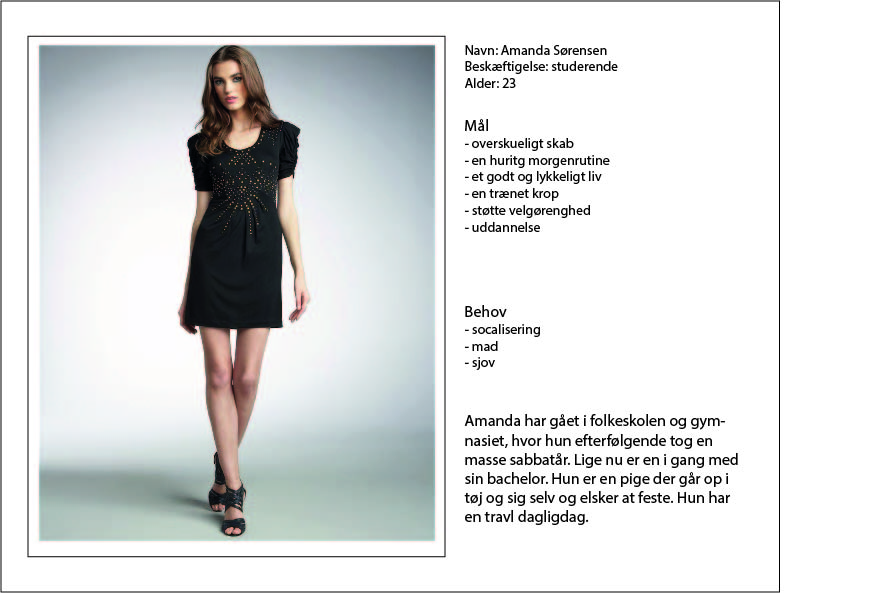 Navn: Amanda Sørensen
Beskæftigelse: studerende
Alder: 23
Mål
- overskueligt skab
- en huritg morgenrutine
- et godt og lykkeligt liv
- en trænet krop
- støtte velgørenghed
- uddannelse
Behov
- socalisering
- mad
- sjov
Amanda har gået i folkeskolen og gym-
nasiet, hvor hun efterfølgende tog en
masse sabbatår. Lige nu er en i gang med
sin bachelor. Hun er en pige der går op i
tøj og sig selv og elsker at feste. Hun har
en travl dagligdag.